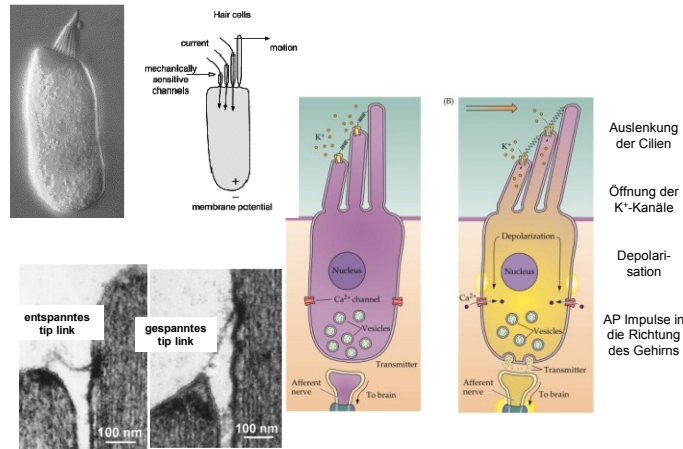 Hair cells
current
motion
mechanically
sensitive
channels
+
–
membrane potential
K⁺
Nucleus
Ca²⁺ channel
Vesicles
Transmitter
Afferent
nerve
To brain
(B)
K⁺
Depolarization
Nucleus
Ca²⁺
Vesicles
Transmitter
Afferent
nerve
To brain
Auslenkung
der Cilien
Öffnung der
K⁺-Kanäle
Depolari-
sation
AP Impulse in
die Richtung
des Gehirns
entspanntes
tip link
100 nm
gespanntes
tip link
100 nm